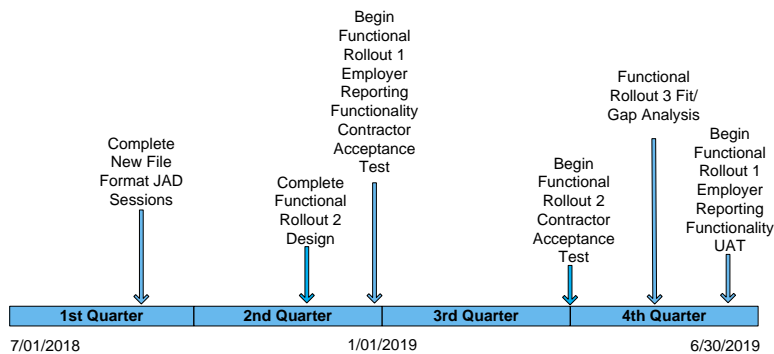 Complete
New File
Format JAD
Sessions
Complete
Functional
Rollout 2
Design
Begin
Functional
Rollout 1
Employer
Reporting
Functionality
Contractor
Acceptance
Test
Begin
Functional
Rollout 2
Contractor
Acceptance
Test
Functional
Rollout 3 Fit/
Gap Analysis
Begin
Functional
Rollout 1
Employer
Reporting
Functionality
UAT
1st Quarter
2nd Quarter
3rd Quarter
4th Quarter
7/01/2018
1/01/2019
6/30/2019